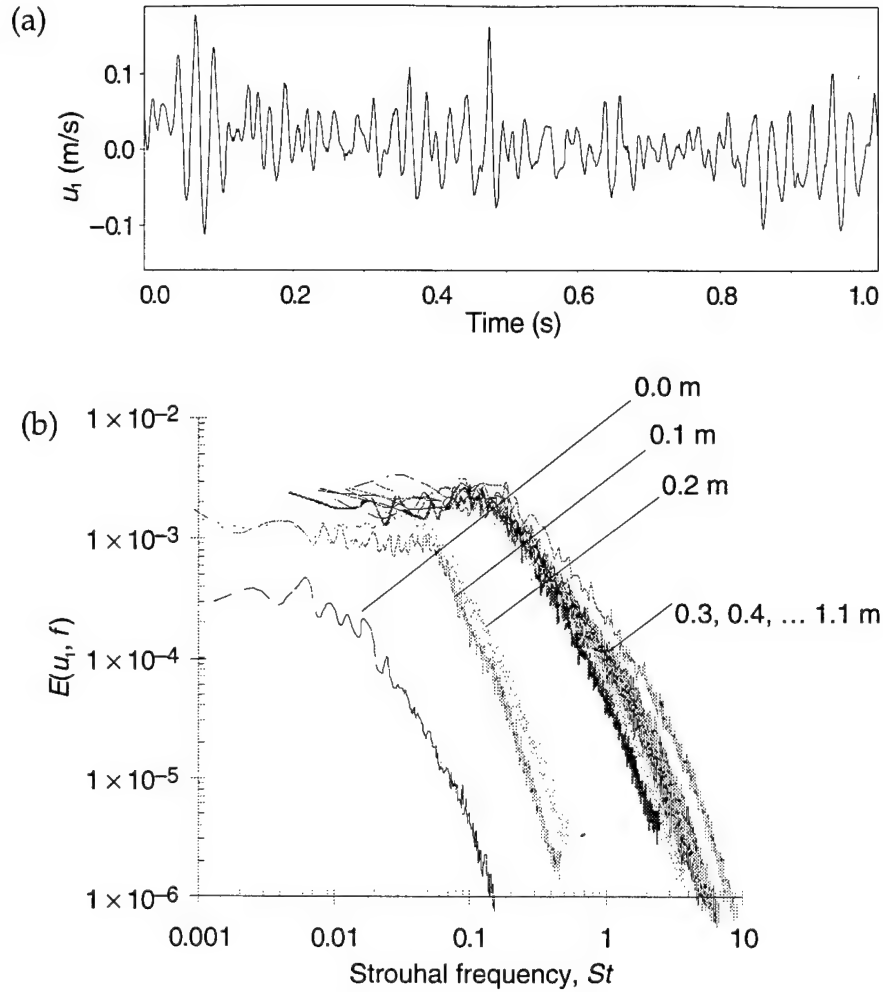 (a)
0.1
0.0
−0.1
u₁ (m/s)
0.0 0.2 0.4 0.6 0.8 1.0
Time (s)
(b)
0.0 m
0.1 m
0.2 m
0.3, 0.4, ... 1.1 m
1 × 10⁻²
1 × 10⁻³
1 × 10⁻⁴
1 × 10⁻⁵
1 × 10⁻⁶
E(u₁, f)
0.001 0.01 0.1 1 10
Strouhal frequency, St